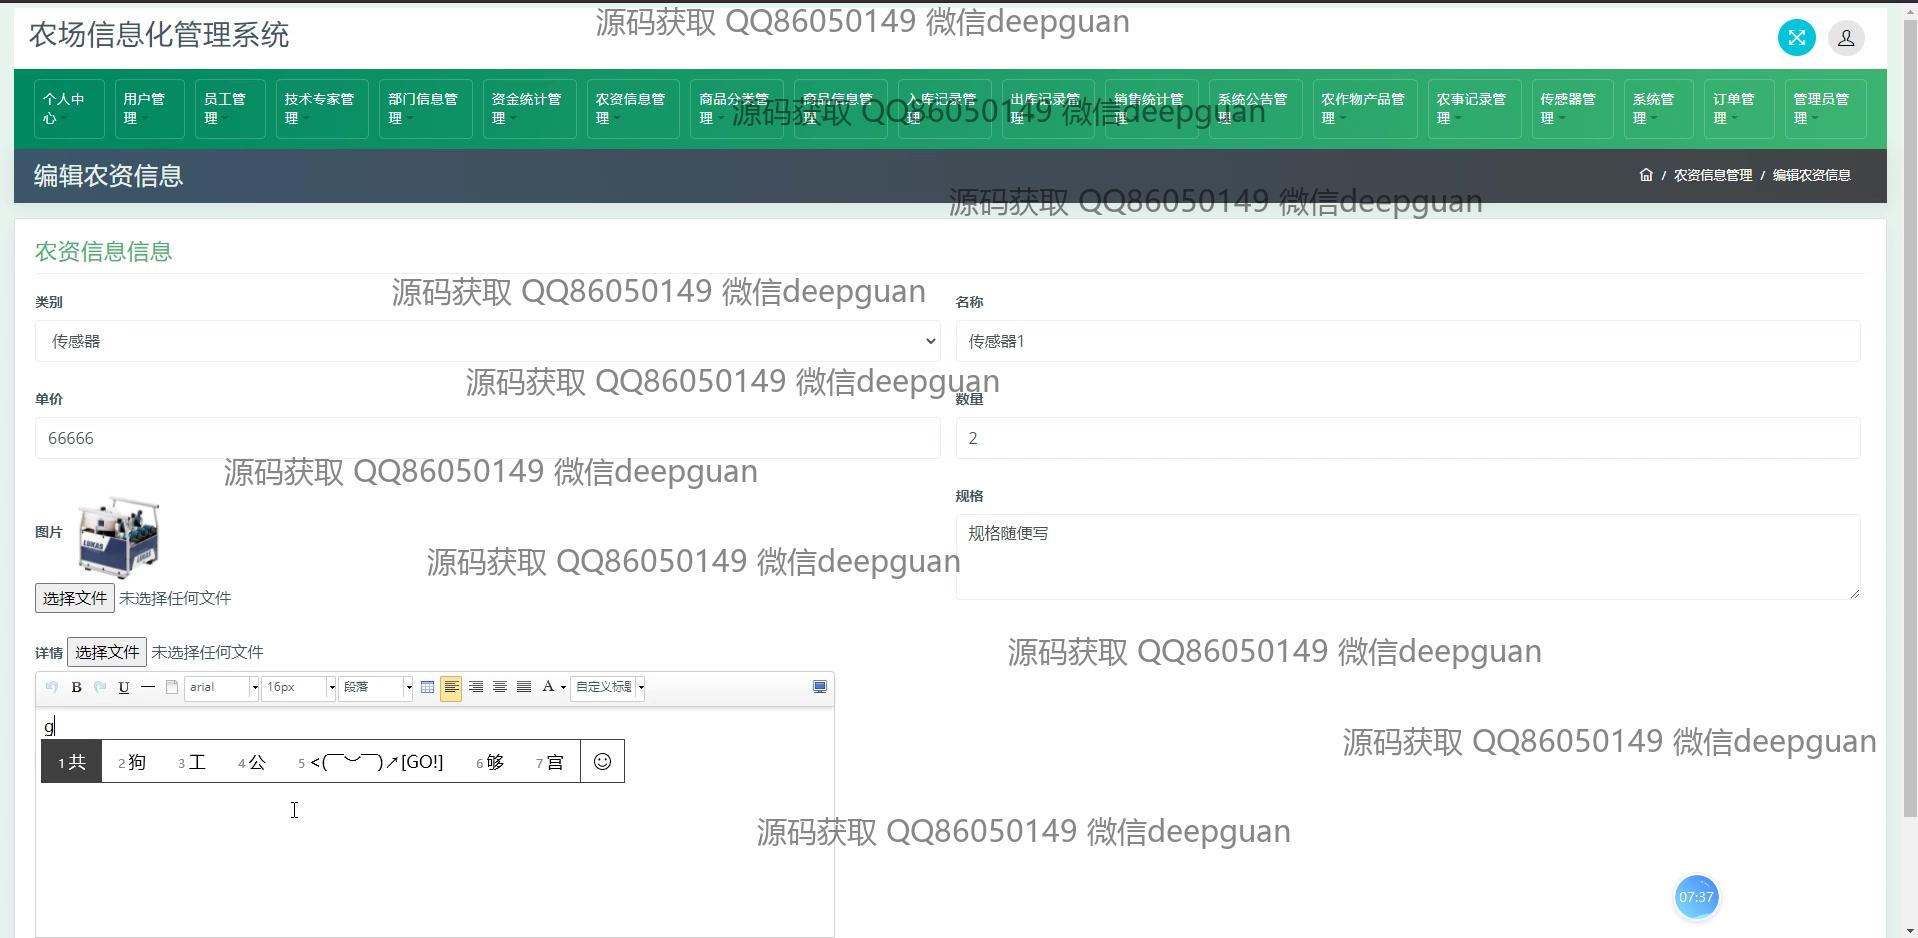 源码获取 QQ86050149 微信deepguan
农场信息化管理系统
个人中心
用户管理
员工管理
技术专家管理
部门信息管理
资金统计管理
农资信息管理
商品分类管理
商品信息管理
入库记录管理
出库记录管理
销售统计管理
系统公告管理
农作物产品管理
农事记录管理
传感器管理
系统管理
订单管理
管理员管理
源码获取 QQ86050149 微信deepguan
编辑农资信息
/ 农资信息管理 / 编辑农资信息
源码获取 QQ86050149 微信deepguan
农资信息信息
源码获取 QQ86050149 微信deepguan
类别
名称
传感器
传感器1
源码获取 QQ86050149 微信deepguan
单价
数量
66666
2
源码获取 QQ86050149 微信deepguan
规格
图片
LUKAS
规格随便写
源码获取 QQ86050149 微信deepguan
选择文件 未选择任何文件
详情 选择文件 未选择任何文件
源码获取 QQ86050149 微信deepguan
B U arial 16px 段落 A 自定义标题
g
1 共 2 狗 3 工 4 公 5 <(￣︶￣)↗[GO!] 6 够 7 宫
源码获取 QQ86050149 微信deepguan
源码获取 QQ86050149 微信deepguan
07:37